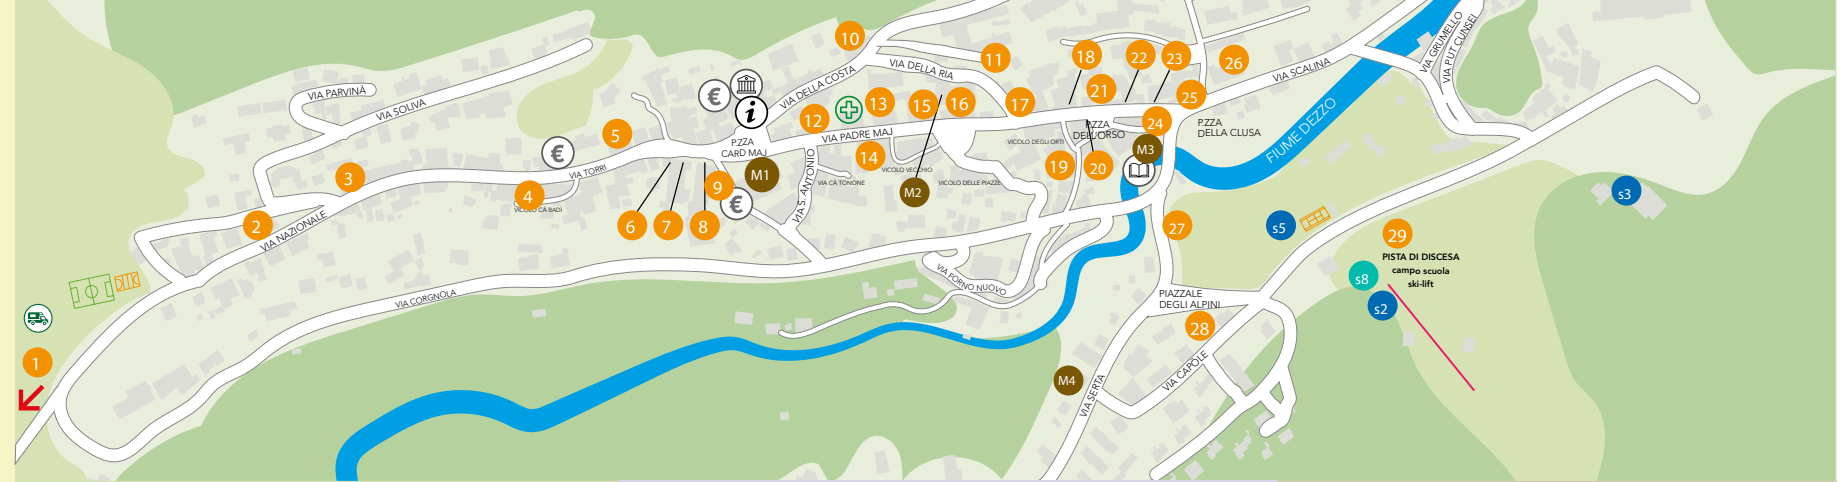 VIA GRUMELLO
VIA PUT CUNSEI
10
11
18
22
23
26
VIA DELLA COSTA
VIA DELLA RIA
VIA SCALINA
VIA PARVINÀ
VIA SOLIVA
€
i
12
13
15
16
17
21
25
P.ZZA
DELLA CLUSA
FIUME DEZZO
5
€
P.ZZA
CARD MAJ
VIA PADRE MAJ
P.ZZA
DELL'ORSO
24
VICOLO DEGLI ORTI
M3
14
VICOLO VECCHIO
19
20
3
VIA TORRI
4
VICOLO CA BADÌ
9
M1
€
VIA S. ANTONIO
VIA CÀ TONONE
M2
VICOLO DELLE PIAZZE
s3
2
VIA NAZIONALE
6
7
8
27
s5
29
PISTA DI DISCESA
campo scuola
ski-lift
s8
s2
VIA FORNO NUOVO
VIA CORGNOLA
PIAZZALE
DEGLI ALPINI
28
1
M4
VIA SERTA
VIA CAPOLE